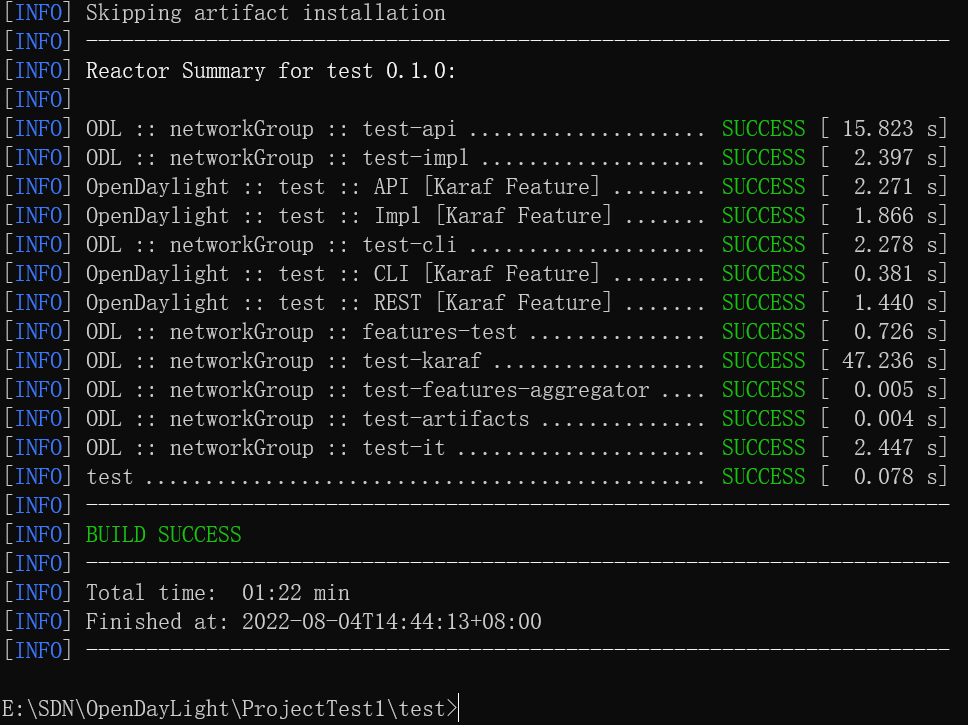 [INFO] Skipping artifact installation
[INFO] ------------------------------------------------------------------------
[INFO] Reactor Summary for test 0.1.0:
[INFO]
[INFO] ODL :: networkGroup :: test-api .................... SUCCESS [ 15.823 s]
[INFO] ODL :: networkGroup :: test-impl ................... SUCCESS [  2.397 s]
[INFO] OpenDaylight :: test :: API [Karaf Feature] ........ SUCCESS [  2.271 s]
[INFO] OpenDaylight :: test :: Impl [Karaf Feature] ....... SUCCESS [  1.866 s]
[INFO] ODL :: networkGroup :: test-cli .................... SUCCESS [  2.278 s]
[INFO] OpenDaylight :: test :: CLI [Karaf Feature] ........ SUCCESS [  0.381 s]
[INFO] OpenDaylight :: test :: REST [Karaf Feature] ....... SUCCESS [  1.440 s]
[INFO] ODL :: networkGroup :: features-test ............... SUCCESS [  0.726 s]
[INFO] ODL :: networkGroup :: test-karaf .................. SUCCESS [ 47.236 s]
[INFO] ODL :: networkGroup :: test-features-aggregator .... SUCCESS [  0.005 s]
[INFO] ODL :: networkGroup :: test-artifacts .............. SUCCESS [  0.004 s]
[INFO] ODL :: networkGroup :: test-it ..................... SUCCESS [  2.447 s]
[INFO] test ............................................... SUCCESS [  0.078 s]
[INFO] ------------------------------------------------------------------------
[INFO] BUILD SUCCESS
[INFO] ------------------------------------------------------------------------
[INFO] Total time:  01:22 min
[INFO] Finished at: 2022-08-04T14:44:13+08:00
[INFO] ------------------------------------------------------------------------
E:\SDN\OpenDayLight\ProjectTest1\test>